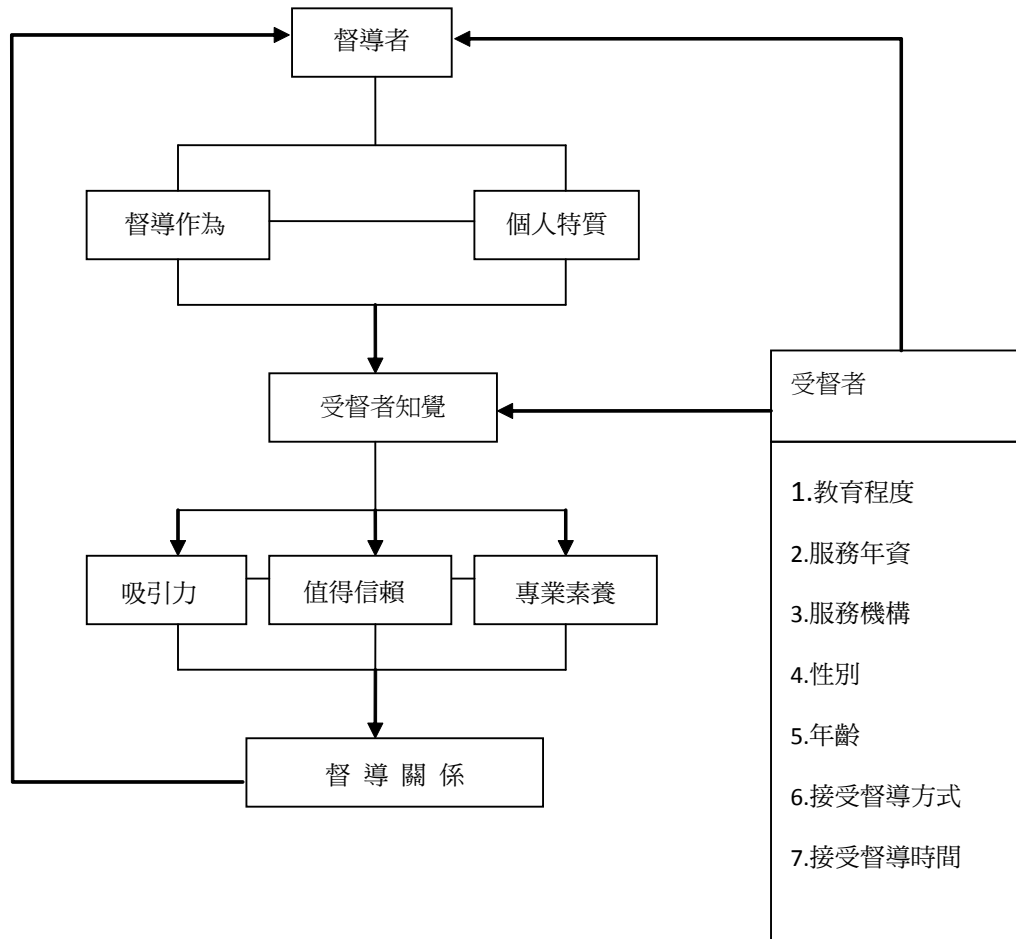 督導者
督導作為
個人特質
受督者知覺
吸引力
值得信賴
專業素養
督 導 關 係
受督者
1.教育程度
2.服務年資
3.服務機構
4.性別
5.年齡
6.接受督導方式
7.接受督導時間